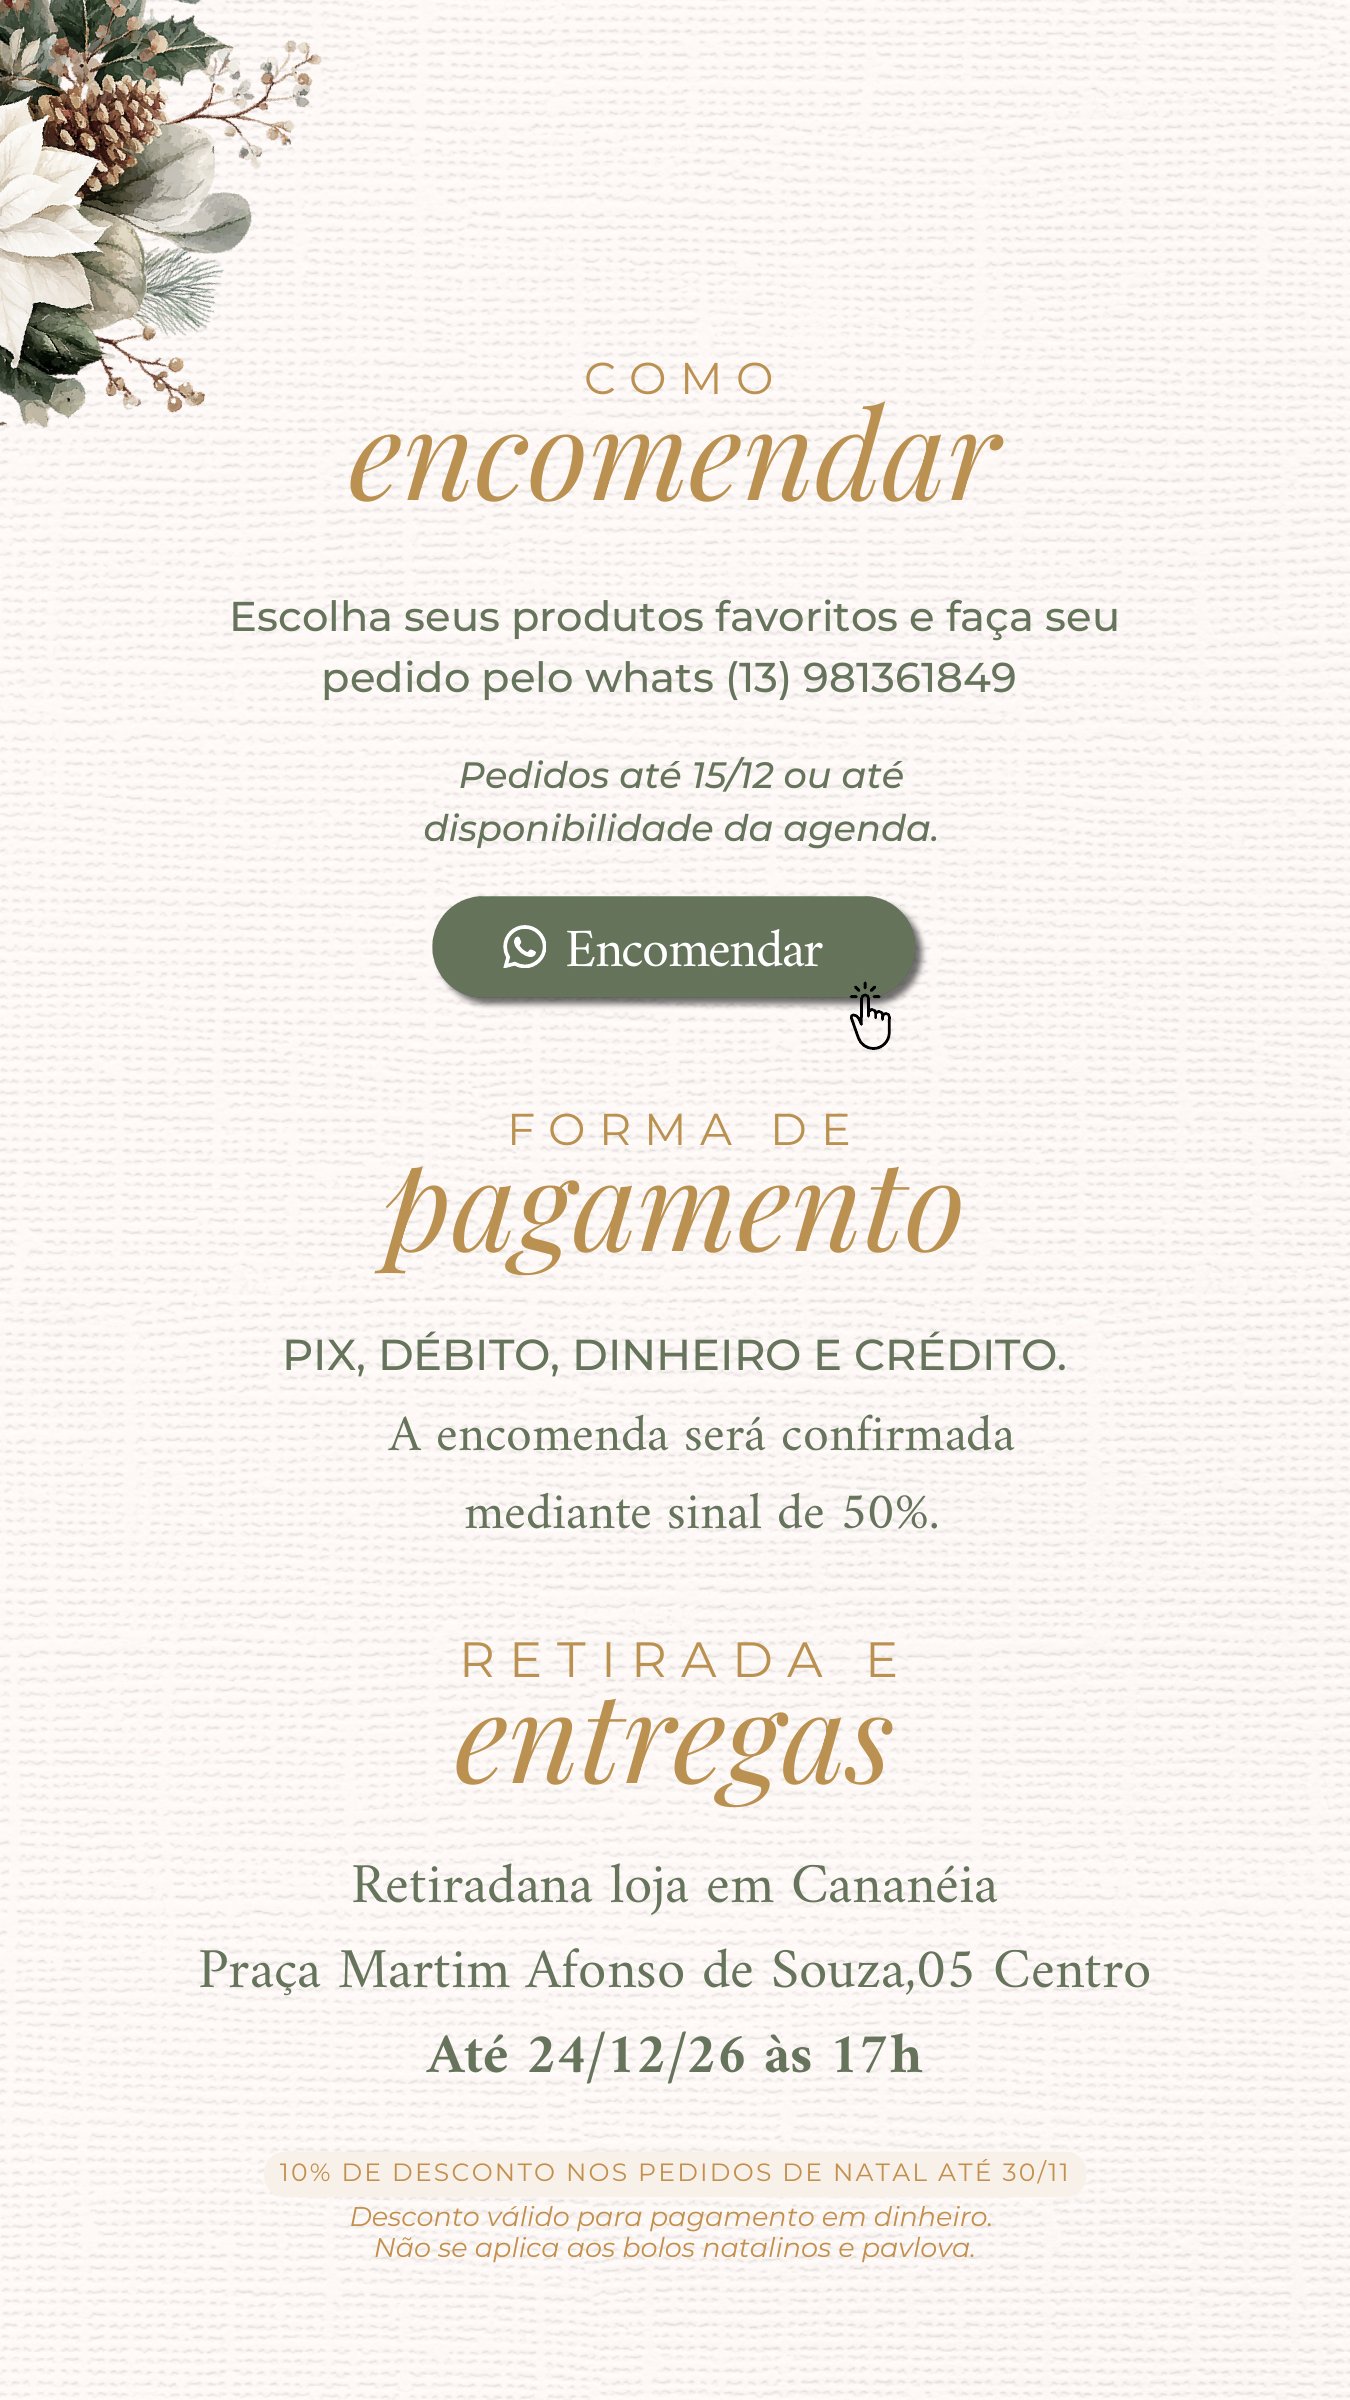 COMO
encomendar
Escolha seus produtos favoritos e faça seu
pedido pelo whats (13) 981361849
Pedidos até 15/12 ou até
disponibilidade da agenda.
Encomendar
FORMA DE
pagamento
PIX, DÉBITO, DINHEIRO E CRÉDITO.
A encomenda será confirmada
mediante sinal de 50%.
RETIRADA E
entregas
Retiradana loja em Cananéia
Praça Martim Afonso de Souza,05 Centro
Até 24/12/26 às 17h
10% DE DESCONTO NOS PEDIDOS DE NATAL ATÉ 30/11
Desconto válido para pagamento em dinheiro.
Não se aplica aos bolos natalinos e pavlova.